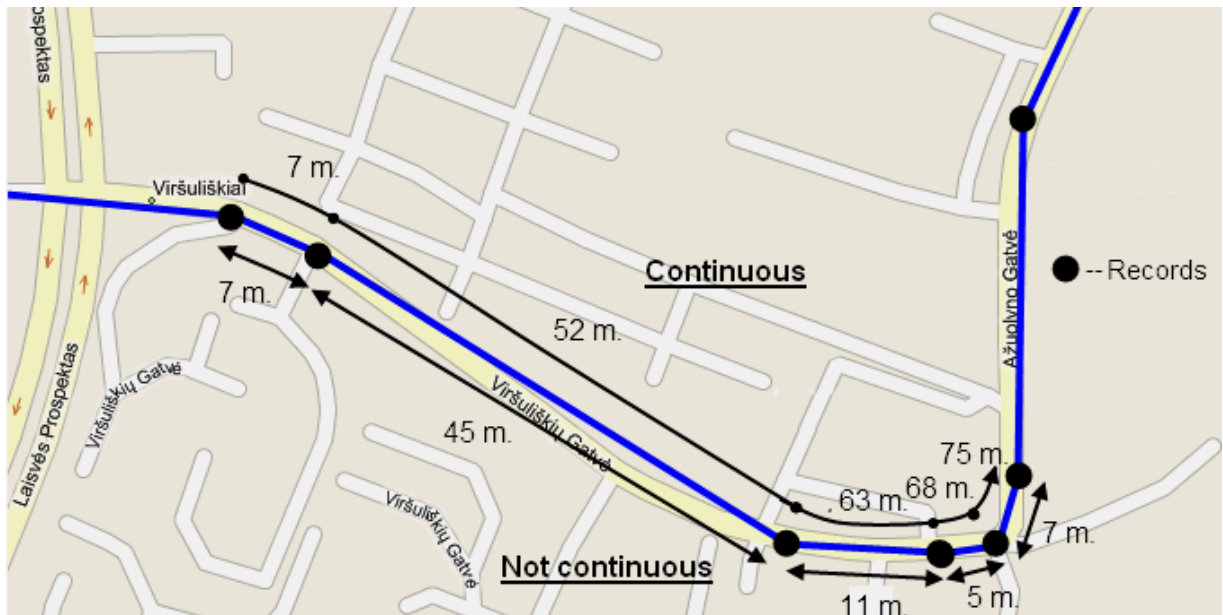 ospektas
7 m.
Viršuliškiai
Continuous
Ažuolyno Gatvė
-- Records
7 m.
52 m.
Viršuliškių Gatvė
Viršuliškių Gatvė
Laisvės Prospektas
45 m.
75 m.
68 m.
63 m.
Viršuliškių Gatvė
7 m.
Not continuous
11 m.
5 m.